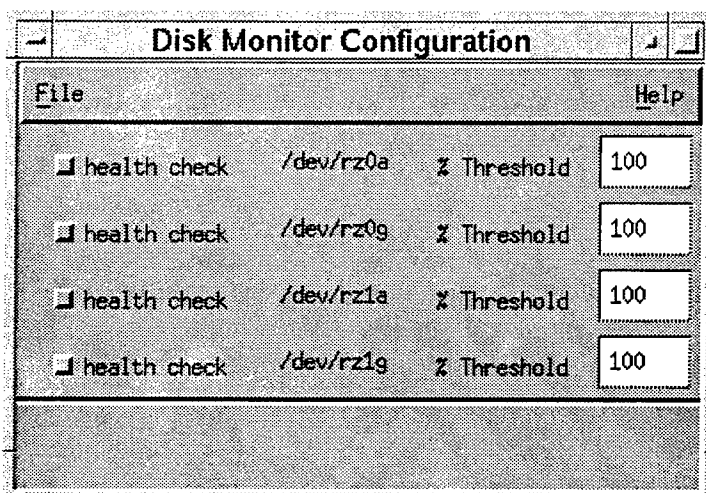 Disk Monitor Configuration
File Help
health check /dev/rz0a % Threshold 100
health check /dev/rz0g % Threshold 100
health check /dev/rz1a % Threshold 100
health check /dev/rz1g % Threshold 100